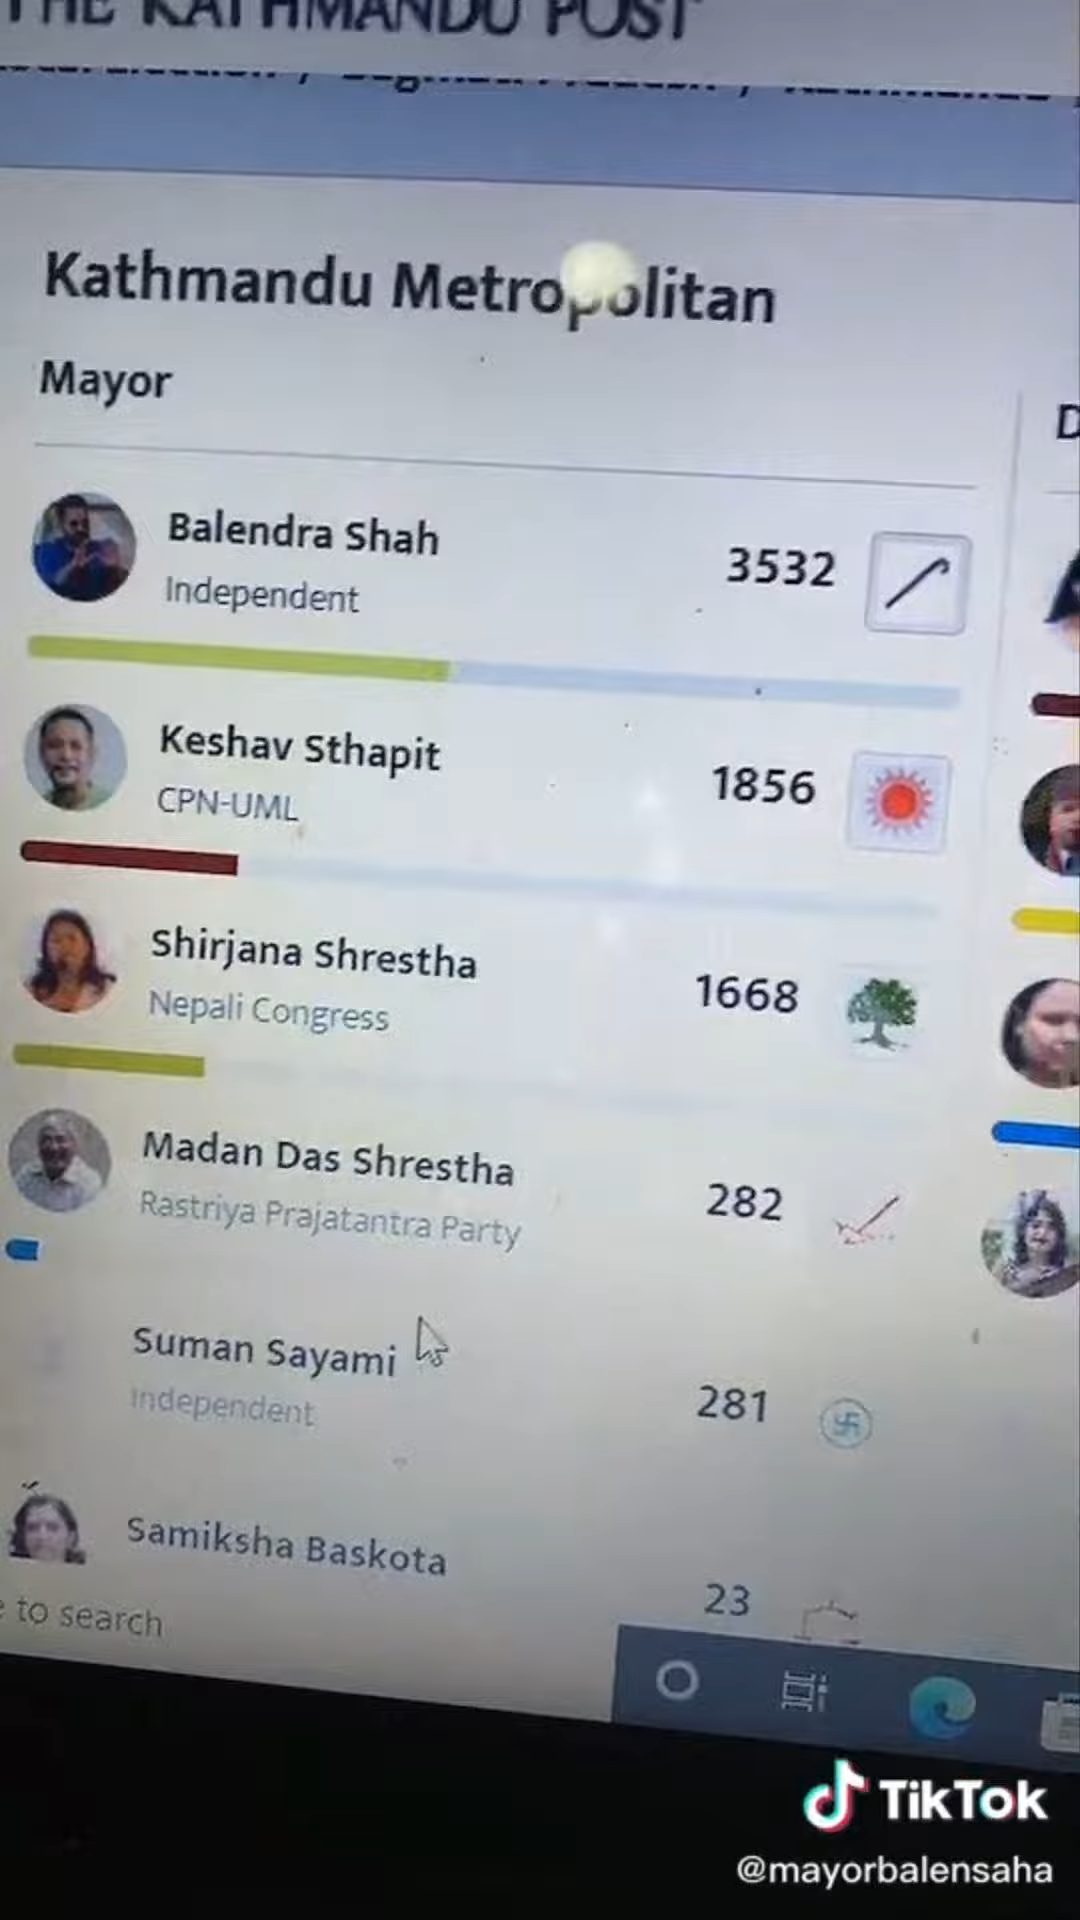 THE KATHMANDU POST
Kathmandu Metropolitan
Mayor
Balendra Shah
3532
Independent
Keshav Sthapit
1856
CPN-UML
Shirjana Shrestha
1668
Nepali Congress
Madan Das Shrestha
282
Rastriya Prajatantra Party
Suman Sayami
281
Independent
Samiksha Baskota
23
to search
TikTok
@mayorbalensaha